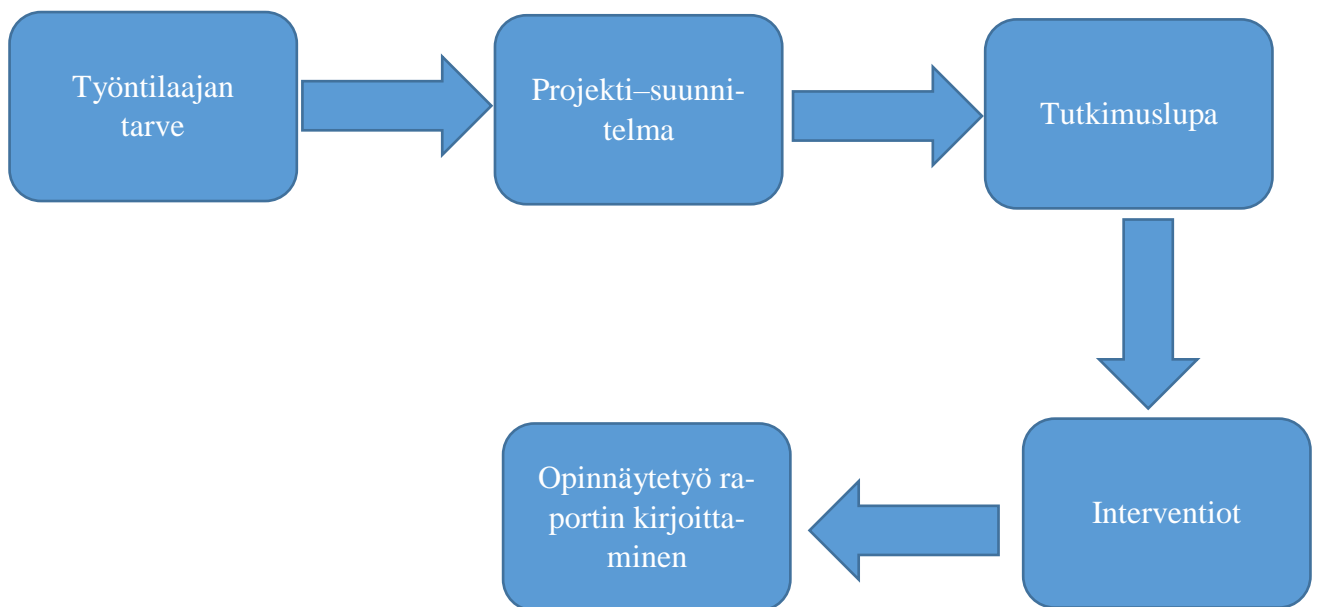 Työntilaajan
tarve
Projekti–suunni-
telma
Tutkimuslupa
Interventiot
Opinnäytetyö ra-
portin kirjoitta-
minen